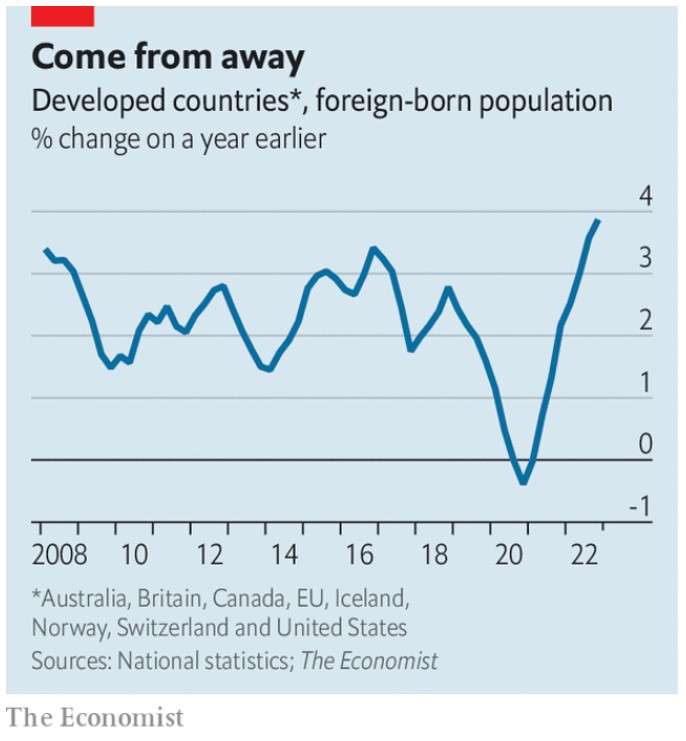 Come from away
Developed countries*, foreign-born population
% change on a year earlier
4
3
2
1
0
-1
2008 10 12 14 16 18 20 22
*Australia, Britain, Canada, EU, Iceland,
Norway, Switzerland and United States
Sources: National statistics; The Economist
The Economist